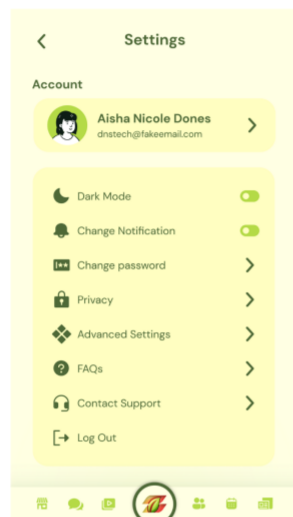 Settings
Account
Aisha Nicole Dones
dnstech@fakeemail.com
Dark Mode
Change Notification
Change password
Privacy
Advanced Settings
FAQs
Contact Support
Log Out